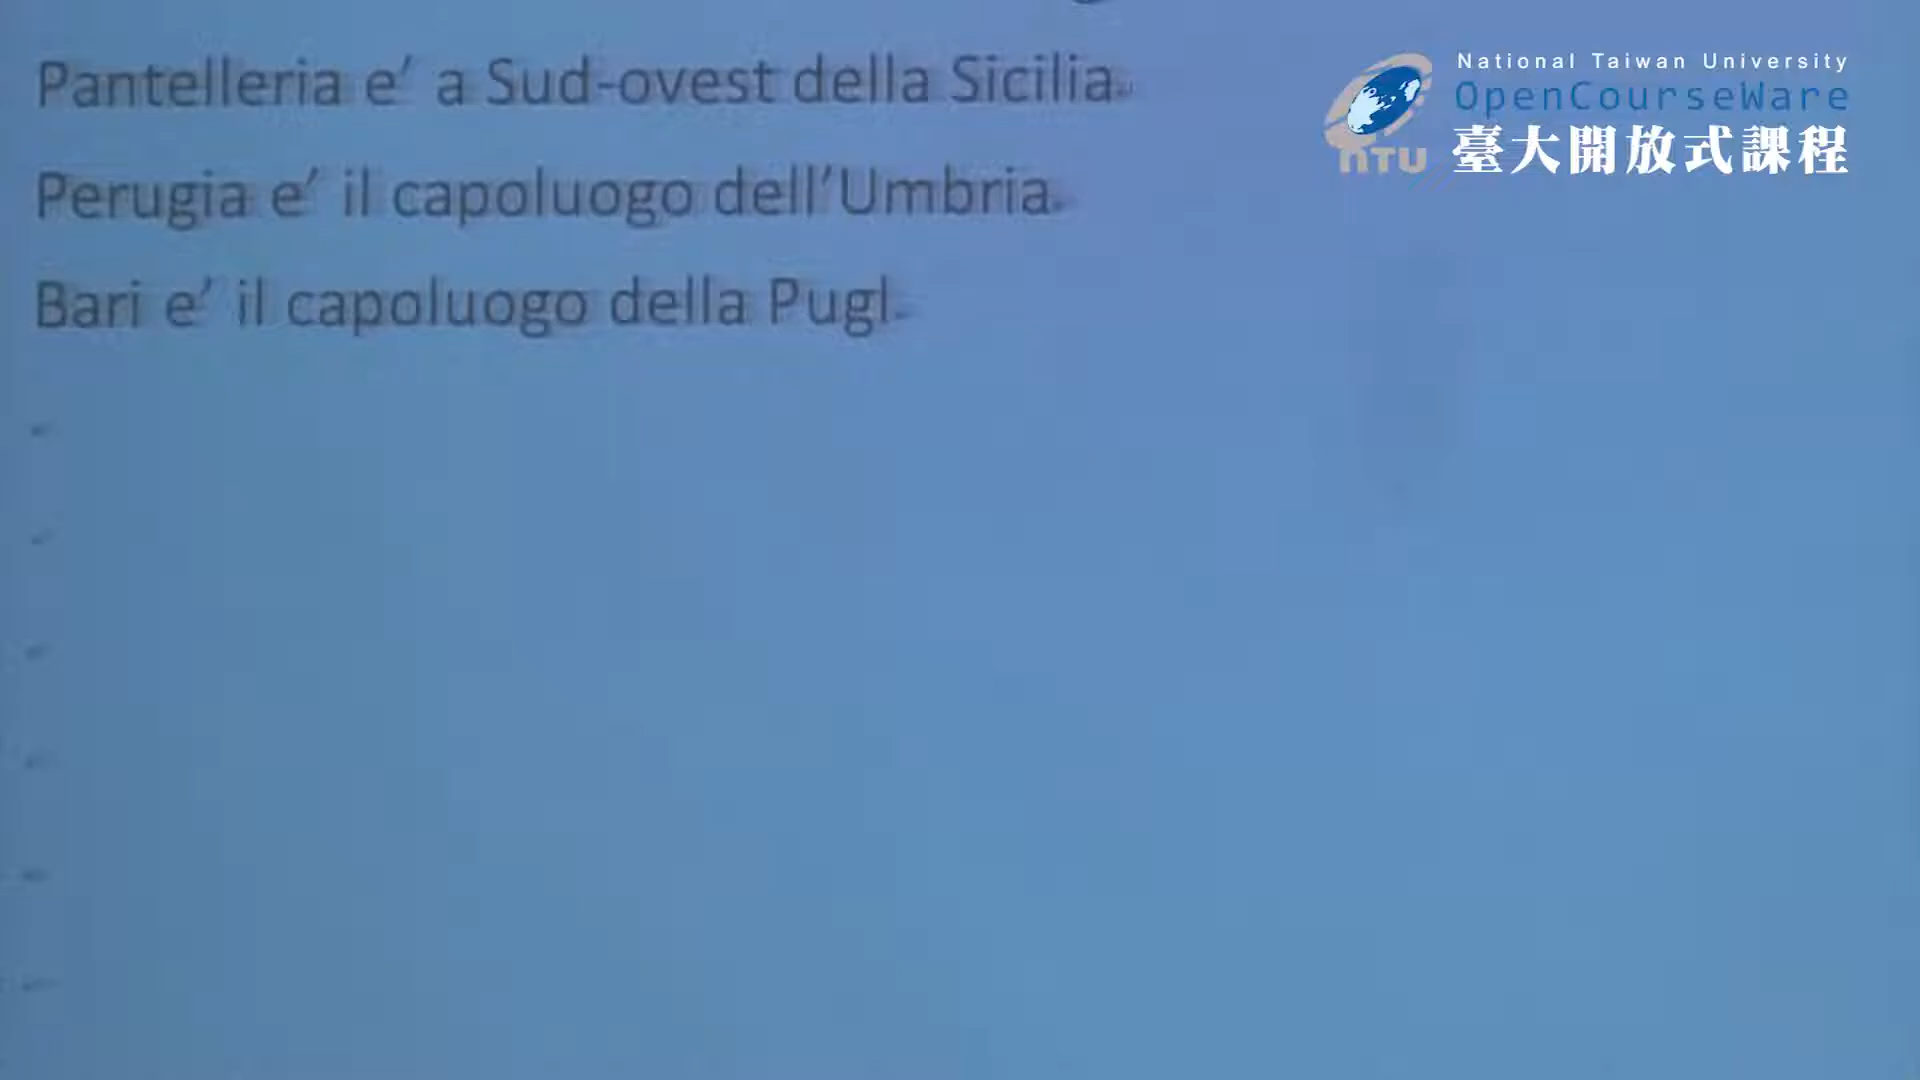 Pantelleria e' a Sud-ovest della Sicilia.
Perugia e' il capoluogo dell'Umbria.
Bari e' il capoluogo della Pugl
National Taiwan University
OpenCourseWare
臺大開放式課程
NTU